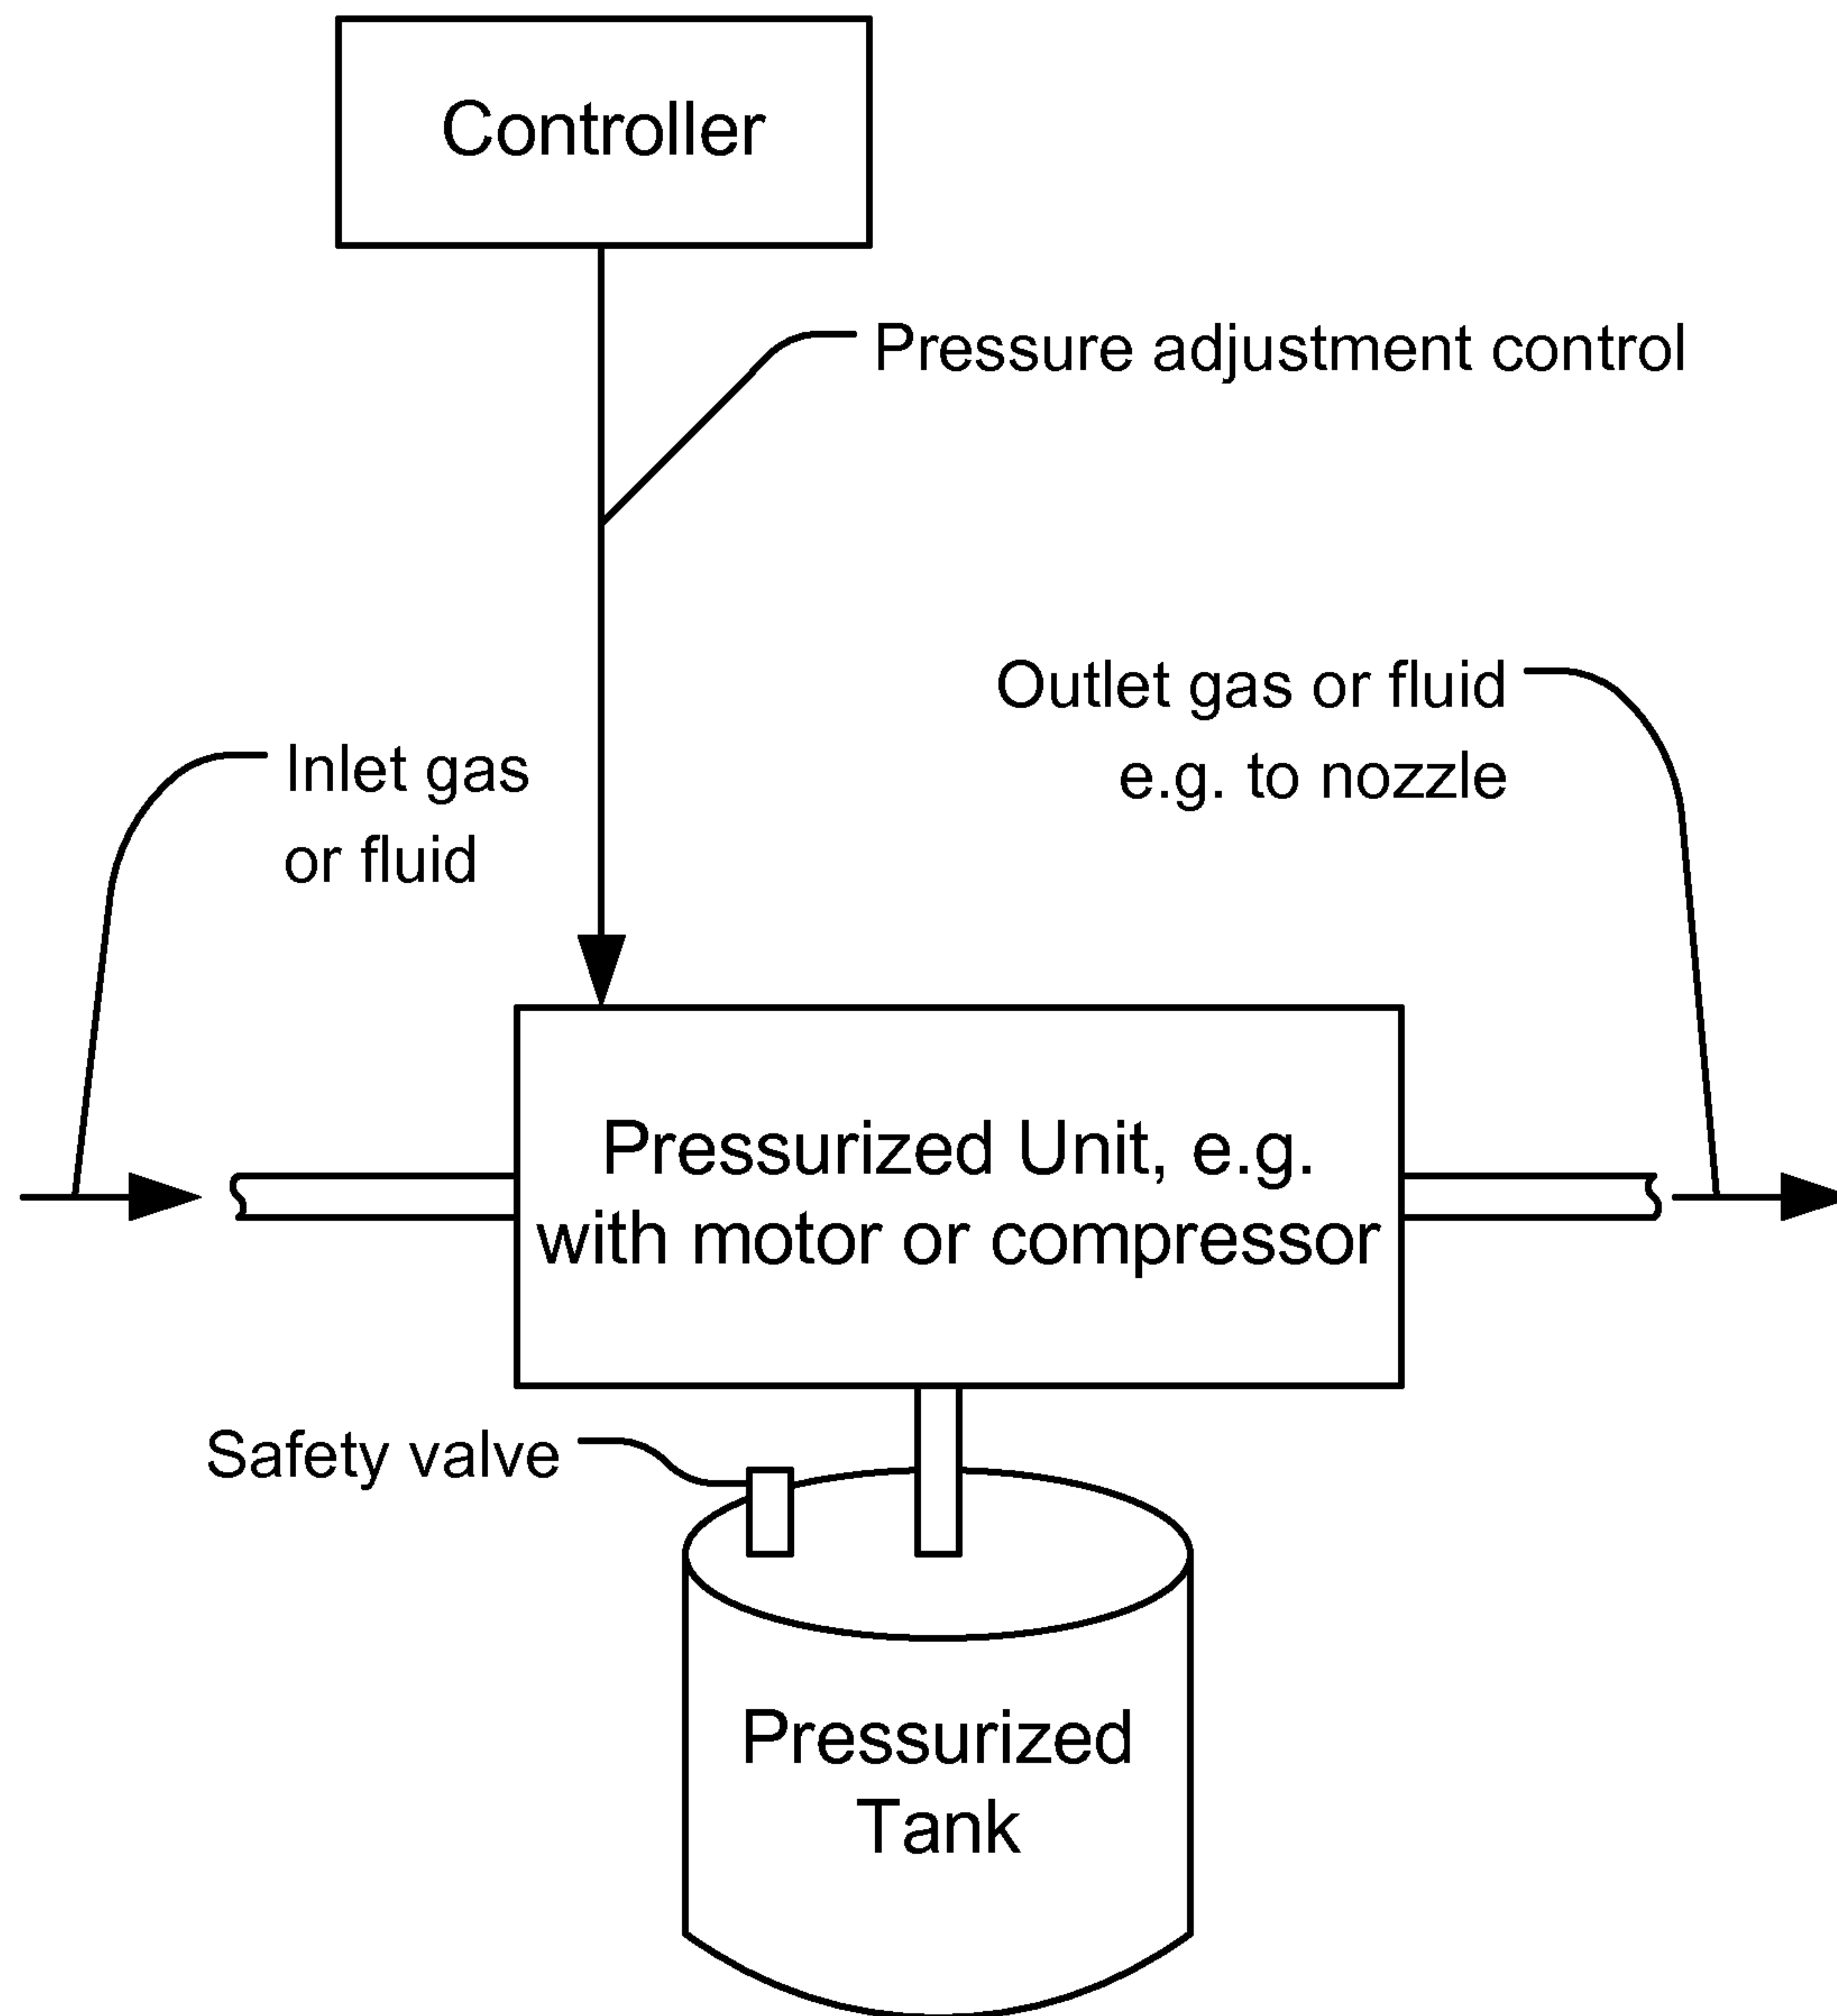 Controller
Pressure adjustment control
Outlet gas or fluid
e.g. to nozzle
Inlet gas
or fluid
Pressurized Unit, e.g.
with motor or compressor
Safety valve
Pressurized
Tank